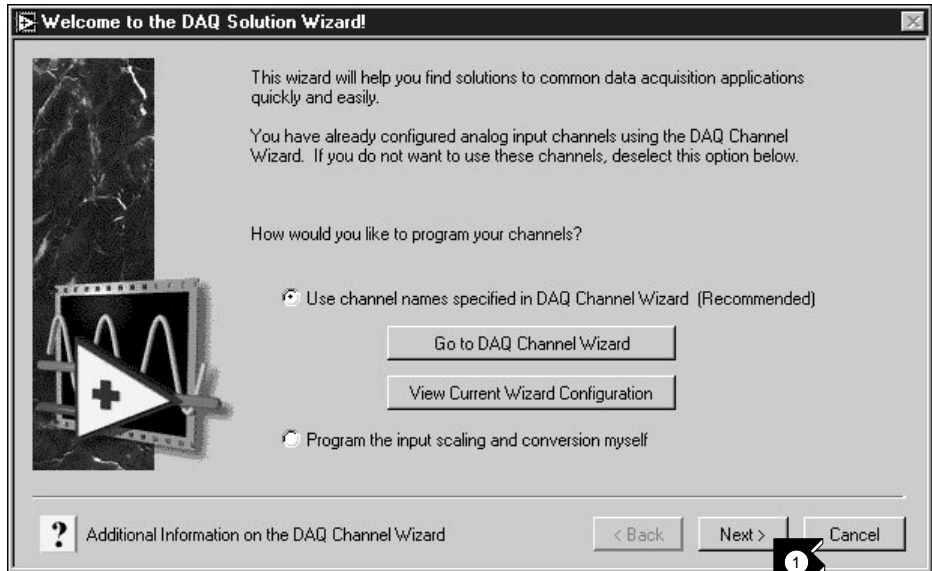 Welcome to the DAQ Solution Wizard!
This wizard will help you find solutions to common data acquisition applications
quickly and easily.
You have already configured analog input channels using the DAQ Channel
Wizard. If you do not want to use these channels, deselect this option below.
How would you like to program your channels?
Use channel names specified in DAQ Channel Wizard (Recommended)
Go to DAQ Channel Wizard
View Current Wizard Configuration
Program the input scaling and conversion myself
? Additional Information on the DAQ Channel Wizard
< Back
Next >
Cancel
1